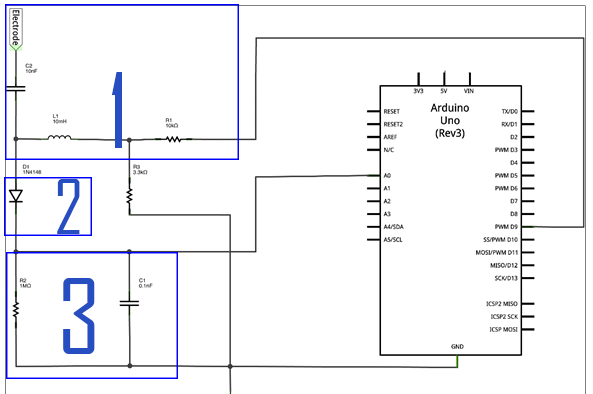 Electrode
C2
10nF
1
L1
10mH
R1
10kΩ
D1
1N4148
R3
3.3kΩ
2
R2
1MΩ
3
C1
0.1mF
3V3
5V
VIN
Arduino
Uno
(Rev3)
RESET
RESET2
AREF
N/C
A0
A1
A2
A3
A4/SDA
A5/SCL
TX/D0
RX/D1
D2
PWM D3
D4
PWM D5
PWM D6
D7
D8
PWM D9
SS/PWM D10
MOSI/PWM D11
MISO/D12
SCK/D13
ICSP2 MISO
ICSP2 SCK
ICSP MOSI
GND